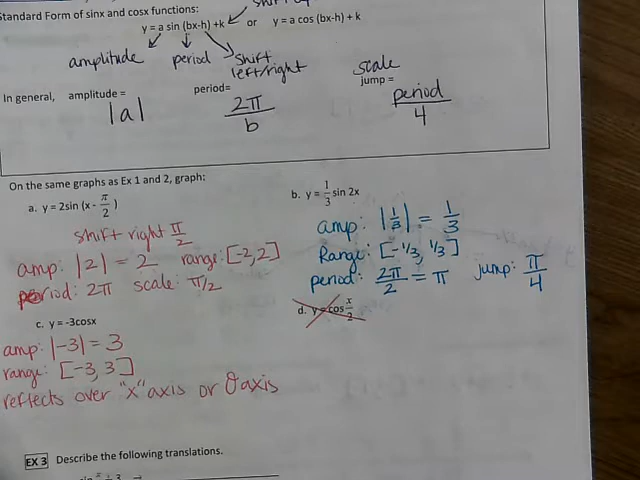 Standard Form of sinx and cosx functions:
y = a sin (bx-h) +k or y = a cos (bx-h) + k
amplitude period shift left/right
In general, amplitude = |a| period= 2π/b scale jump = period/4
On the same graphs as Ex 1 and 2, graph:
a. y = 2sin (x - π/2)
shift right π/2
amp: |2| = 2 range: [-2,2]
period: 2π scale: π/2
b. y = 1/3 sin 2x
amp: |1/3| = 1/3
Range: [-1/3, 1/3]
period: 2π/2 = π jump: π/4
c. y = -3cosx
amp: |-3| = 3
range: [-3,3]
reflects over "x" axis or θ axis
d. y = cos x/2
EX 3 Describe the following translations.